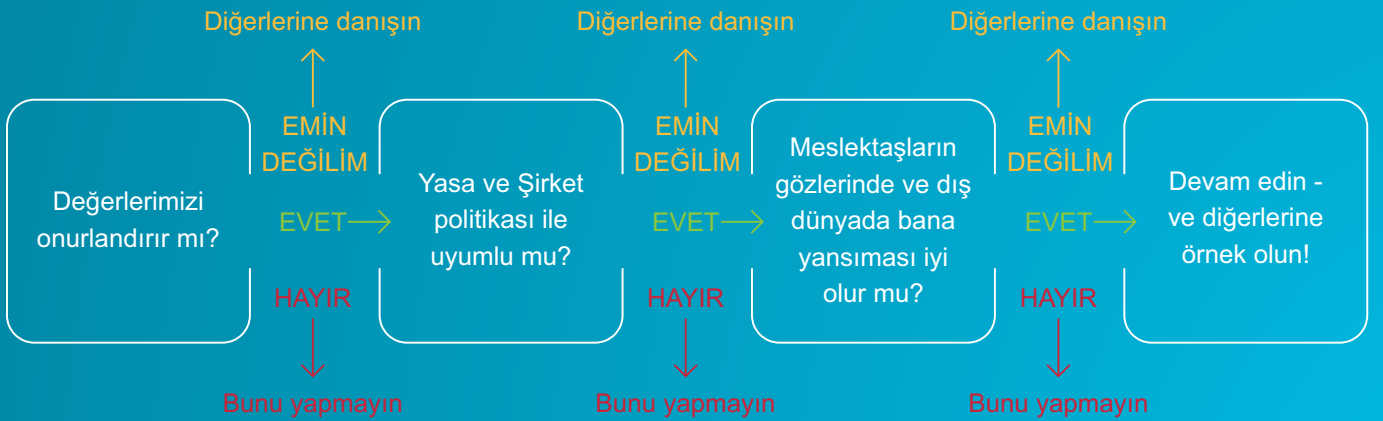 Diğerlerine danışın
Diğerlerine danışın
Diğerlerine danışın
Değerlerimizi
onurlandırır mı?
EMİN
DEĞİLİM
EVET
HAYIR
Yasa ve Şirket
politikası ile
uyumlu mu?
EMİN
DEĞİLİM
EVET
HAYIR
Meslektaşların
gözlerinde ve dış
dünyada bana
yansıması iyi
olur mu?
EMİN
DEĞİLİM
EVET
HAYIR
Devam edin -
ve diğerlerine
örnek olun!
Bunu yapmayın
Bunu yapmayın
Bunu yapmayın